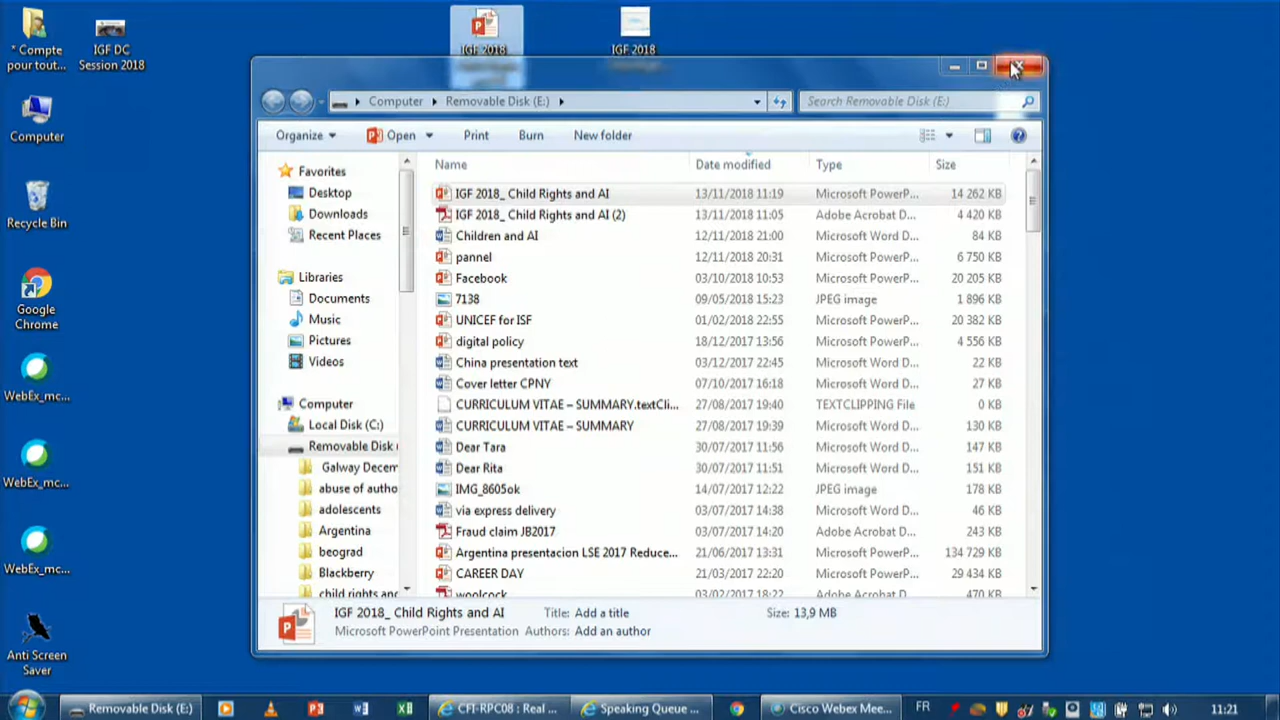 * Compte pour tout...
IGF DC Session 2018
IGF 2018
IGF 2018
Computer
Recycle Bin
Google Chrome
WebEx_mc...
WebEx_mc...
WebEx_mc...
Anti Screen Saver
Computer Removable Disk (E:)
Search Removable Disk (E:)
Organize Open Print Burn New folder
Favorites
Desktop
Downloads
Recent Places
Libraries
Documents
Music
Pictures
Videos
Computer
Local Disk (C:)
Removable Disk (
Galway Decem
abuse of autho
adolescents
Argentina
beograd
Blackberry
child rights and
Name Date modified Type Size
IGF 2018_ Child Rights and AI 13/11/2018 11:19 Microsoft PowerP... 14 262 KB
IGF 2018_ Child Rights and AI (2) 13/11/2018 11:05 Adobe Acrobat D... 4 420 KB
Children and AI 12/11/2018 21:00 Microsoft Word D... 84 KB
pannel 12/11/2018 20:31 Microsoft PowerP... 6 750 KB
Facebook 03/10/2018 10:53 Microsoft PowerP... 20 205 KB
7138 09/05/2018 15:23 JPEG image 1 896 KB
UNICEF for ISF 01/02/2018 22:55 Microsoft PowerP... 20 382 KB
digital policy 18/12/2017 13:56 Microsoft PowerP... 4 556 KB
China presentation text 03/12/2017 22:45 Microsoft Word D... 22 KB
Cover letter CPNY 07/10/2017 16:18 Microsoft Word D... 27 KB
CURRICULUM VITAE – SUMMARY.textCli... 27/08/2017 19:40 TEXTCLIPPING File 0 KB
CURRICULUM VITAE – SUMMARY 27/08/2017 19:39 Microsoft Word D... 130 KB
Dear Tara 30/07/2017 11:56 Microsoft Word D... 147 KB
Dear Rita 30/07/2017 11:51 Microsoft Word D... 151 KB
IMG_8605ok 14/07/2017 12:22 JPEG image 178 KB
via express delivery 03/07/2017 14:38 Microsoft Word D... 46 KB
Fraud claim JB2017 03/07/2017 14:20 Adobe Acrobat D... 243 KB
Argentina presentacion LSE 2017 Reduce... 21/06/2017 13:31 Microsoft PowerP... 134 729 KB
CAREER DAY 21/03/2017 22:20 Microsoft PowerP... 29 434 KB
woolcock 03/02/2017 18:22 Microsoft Word D... 470 KB
IGF 2018_ Child Rights and AI Title: Add a title Size: 13,9 MB
Microsoft PowerPoint Presentation Authors: Add an author
Removable Disk (E:) CFI-RPC08 : Real ... Speaking Queue ... Cisco Webex Mee... FR 11:21